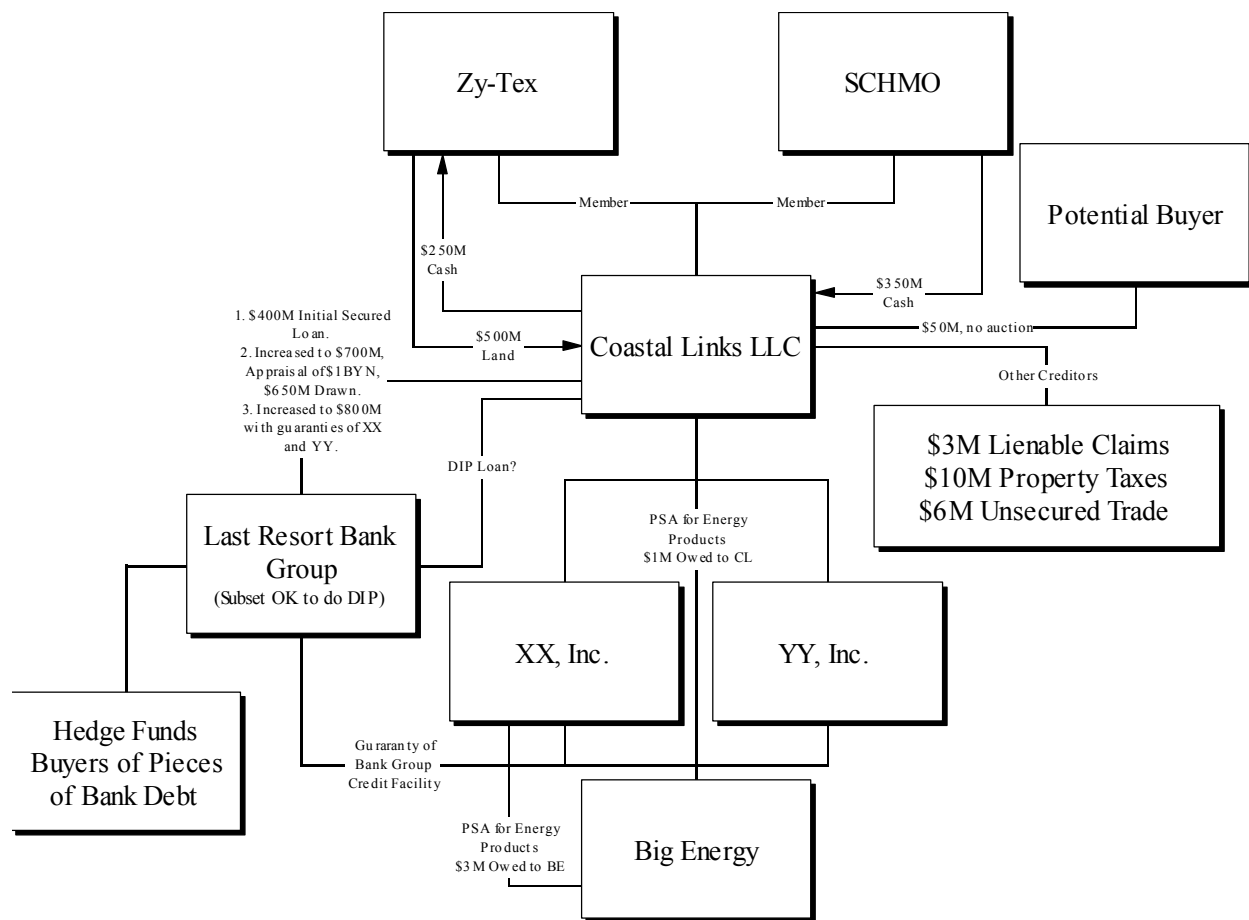 Zy-Tex
SCHMO
Potential Buyer
Member
Member
$250M
Cash
$350M
Cash
$500M
Land
Coastal Links LLC
$50M, no auction
1. $400M Initial Secured
Loan.
2. Increased to $700M,
Appraisal of $1BYN,
$650M Drawn.
3. Increased to $800M
with guaranties of XX
and YY.
Other Creditors
$3M Lienable Claims
$10M Property Taxes
$6M Unsecured Trade
DIP Loan?
Last Resort Bank
Group
(Subset OK to do DIP)
PSA for Energy
Products
$1M Owed to CL
XX, Inc.
YY, Inc.
Hedge Funds
Buyers of Pieces
of Bank Debt
Guraranty of
Bank Group
Credit Facility
PSA for Energy
Products
$3M Owed to BE
Big Energy